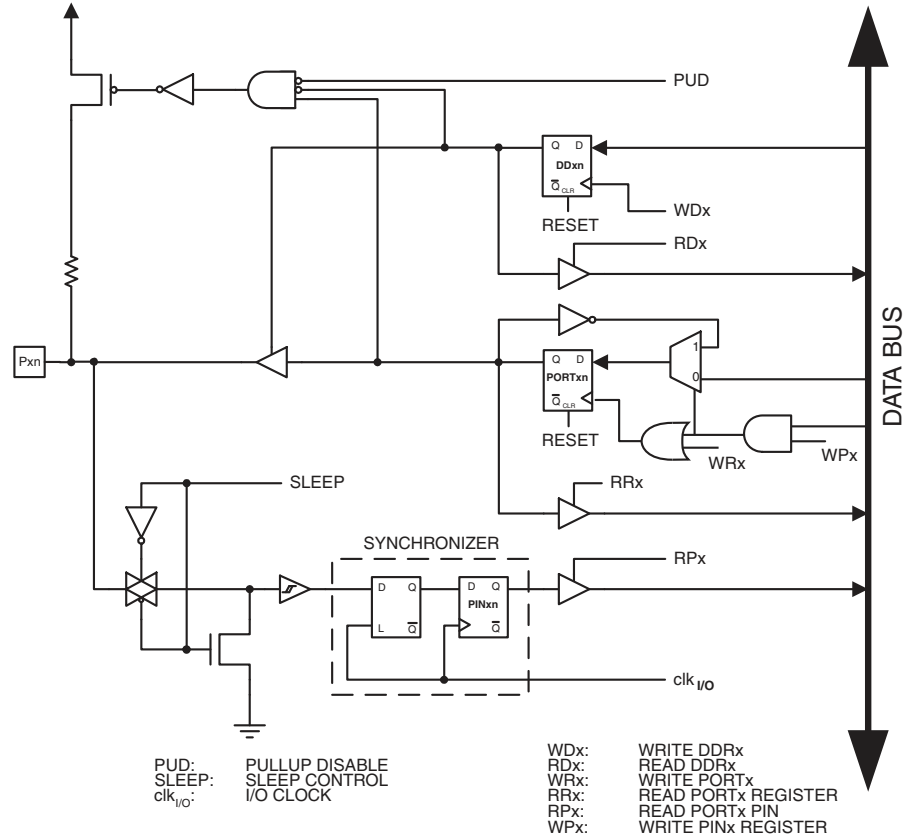 PUD
Q D
DDxn
Q CLR
WDx
RESET
RDx
Pxn
1
Q D
PORTxn
0
Q CLR
RESET
WRx
WPx
DATA BUS
SLEEP
RRx
SYNCHRONIZER
RPx
D Q
D Q
PINxn
L Q
Q
clk I/O
PUD: PULLUP DISABLE
SLEEP: SLEEP CONTROL
clkI/O: I/O CLOCK
WDx: WRITE DDRx
RDx: READ DDRx
WRx: WRITE PORTx
RRx: READ PORTx REGISTER
RPx: READ PORTx PIN
WPx: WRITE PINx REGISTER